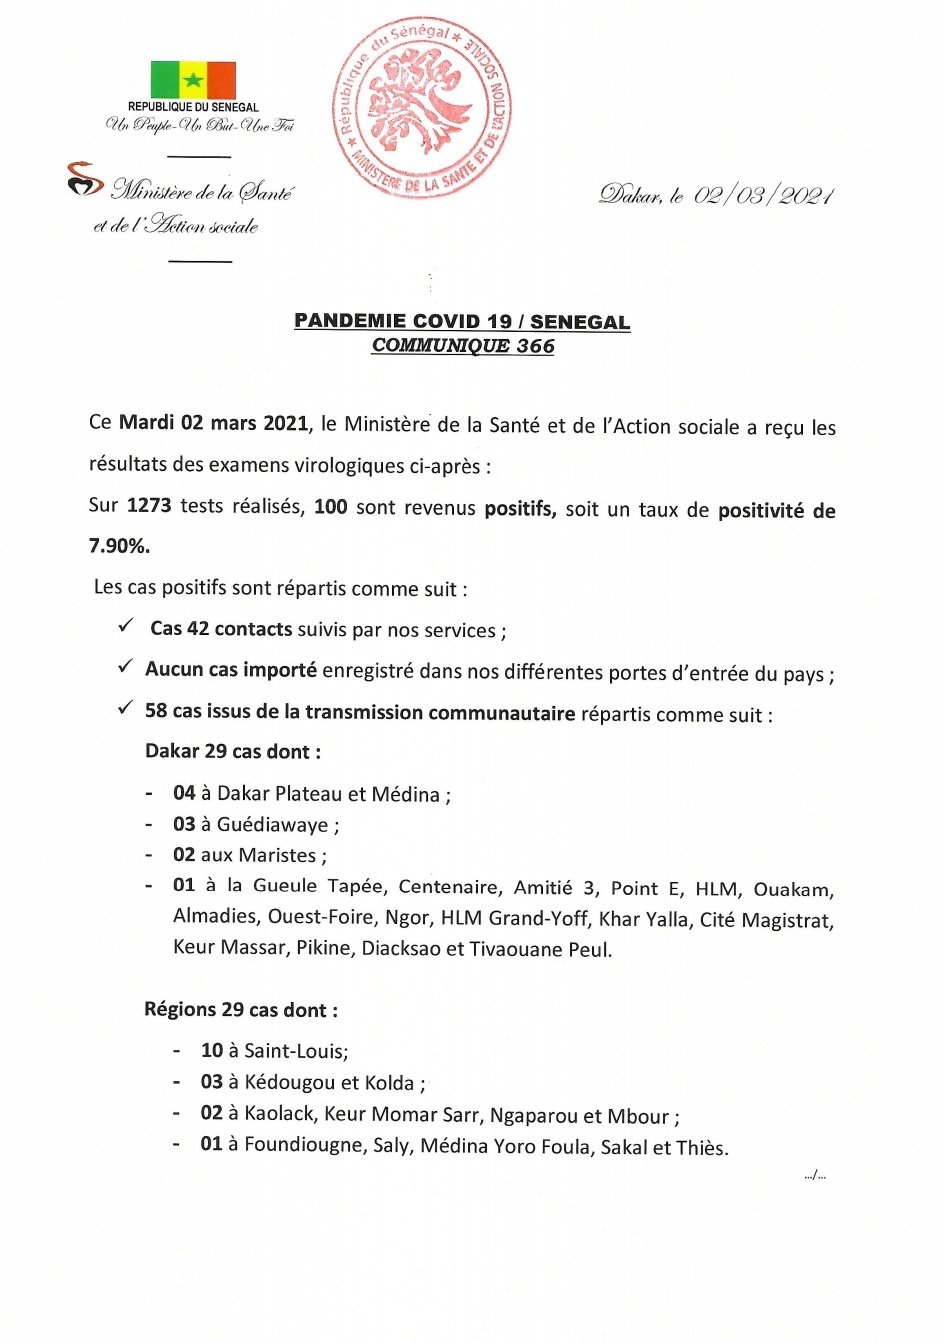 REPUBLIQUE DU SENEGAL
Un Peuple-Un But-Une Foi
Ministère de la Santé
et de l'Action sociale
★ République du Sénégal ★
MINISTERE DE LA SANTE ET DE L'ACTION SOCIALE
Dakar, le 02/03/2021
PANDEMIE COVID 19 / SENEGAL
COMMUNIQUE 366
Ce Mardi 02 mars 2021, le Ministère de la Santé et de l'Action sociale a reçu les
résultats des examens virologiques ci-après :
Sur 1273 tests réalisés, 100 sont revenus positifs, soit un taux de positivité de
7.90%.
Les cas positifs sont répartis comme suit :
✓ Cas 42 contacts suivis par nos services ;
✓ Aucun cas importé enregistré dans nos différentes portes d'entrée du pays ;
✓ 58 cas issus de la transmission communautaire répartis comme suit :
Dakar 29 cas dont :
- 04 à Dakar Plateau et Médina ;
- 03 à Guédiawaye ;
- 02 aux Maristes ;
- 01 à la Gueule Tapée, Centenaire, Amitié 3, Point E, HLM, Ouakam,
Almadies, Ouest-Foire, Ngor, HLM Grand-Yoff, Khar Yalla, Cité Magistrat,
Keur Massar, Pikine, Diacksao et Tivaouane Peul.
Régions 29 cas dont :
- 10 à Saint-Louis;
- 03 à Kédougou et Kolda ;
- 02 à Kaolack, Keur Momar Sarr, Ngaparou et Mbour ;
- 01 à Foundiougne, Saly, Médina Yoro Foula, Sakal et Thiès.
.../...